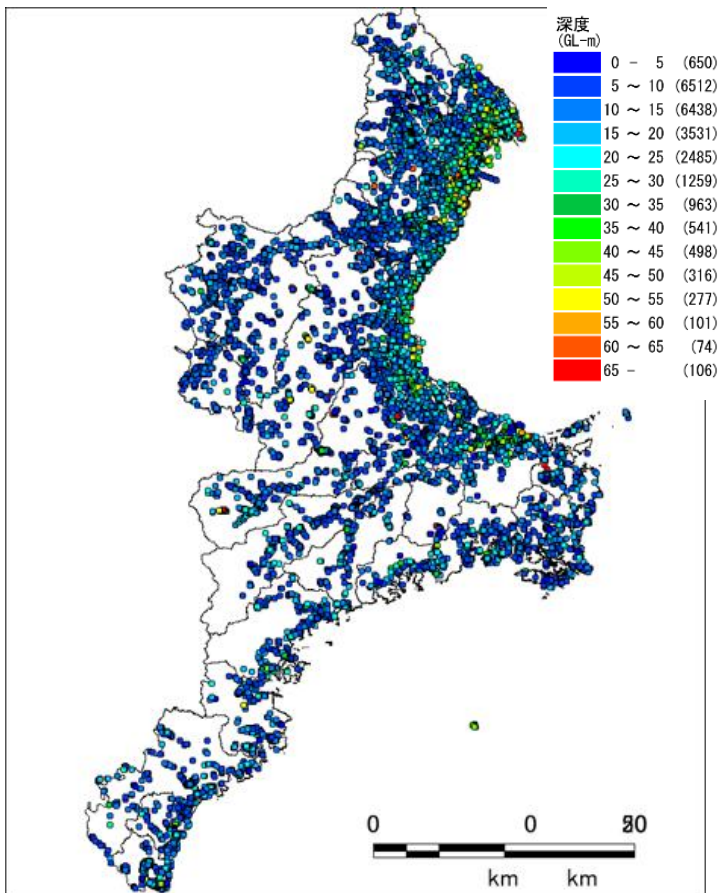 深度
(GL-m)
0 - 5 (650)
5 ～ 10 (6512)
10 ～ 15 (6438)
15 ～ 20 (3531)
20 ～ 25 (2485)
25 ～ 30 (1259)
30 ～ 35 (963)
35 ～ 40 (541)
40 ～ 45 (498)
45 ～ 50 (316)
50 ～ 55 (277)
55 ～ 60 (101)
60 ～ 65 (74)
65 - (106)
0 0
km km